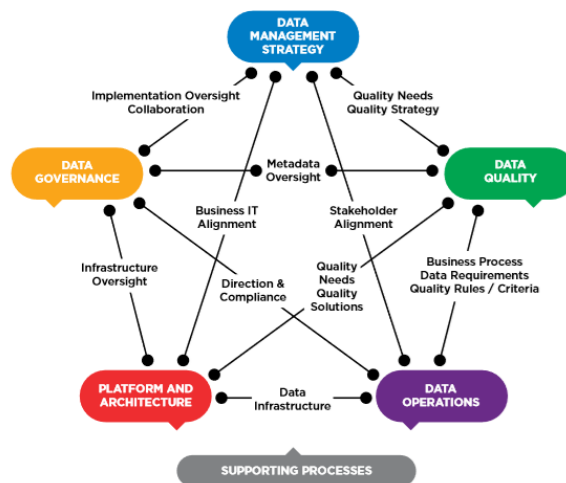 DATA
MANAGEMENT
STRATEGY
Implementation Oversight
Collaboration
Quality Needs
Quality Strategy
DATA
GOVERNANCE
Metadata
Oversight
DATA
QUALITY
Business IT
Alignment
Stakeholder
Alignment
Infrastructure
Oversight
Direction &
Compliance
Quality
Needs
Quality
Solutions
Business Process
Data Requirements
Quality Rules / Criteria
PLATFORM AND
ARCHITECTURE
Data
Infrastructure
DATA
OPERATIONS
SUPPORTING PROCESSES